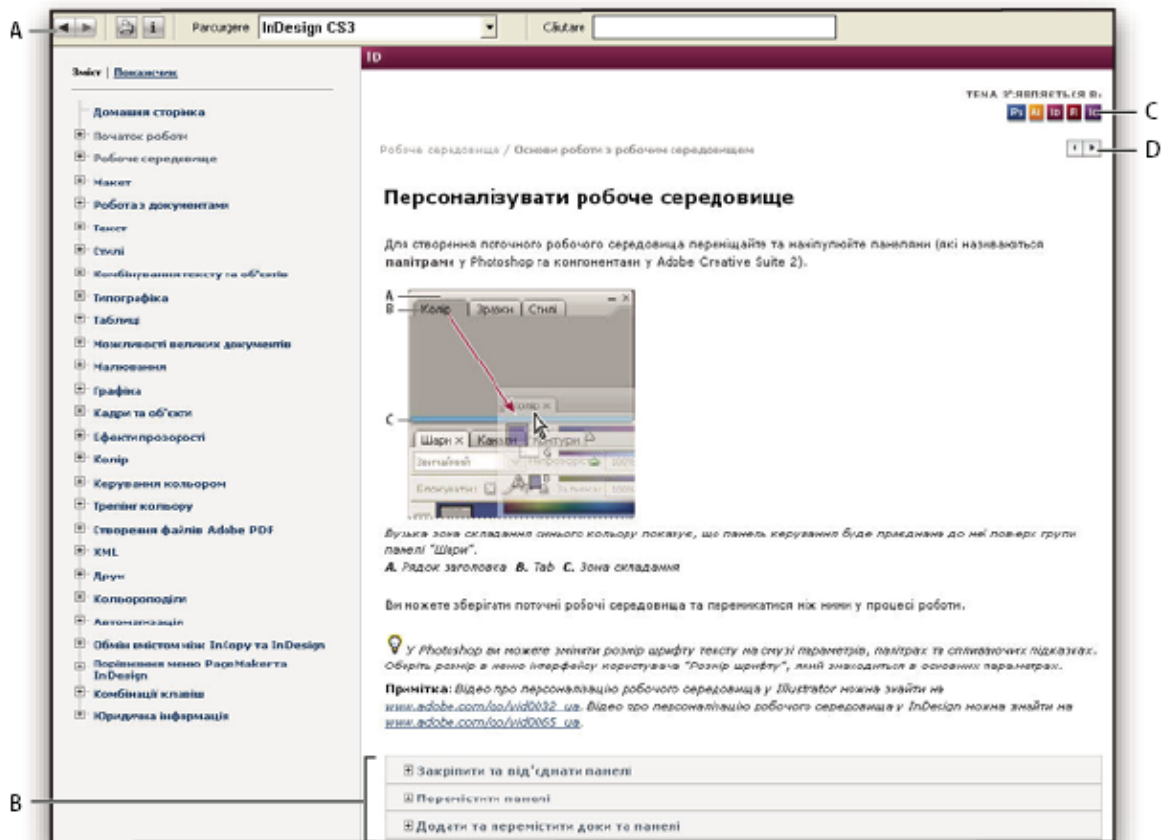 A
Parcurgere InDesign CS3 Căutare
ID
Зміст | Покажчик
ТЕМА З'ЯВЛЯЄТЬСЯ В:
Ps Ai ID Fl Ic
C
D
Домашня сторінка
Початок роботи
Робоче середовище
Макет
Робота з документами
Текст
Стилі
Комбінування тексту та об'єктів
Типографіка
Таблиці
Можливості великих документів
Малювання
Графіка
Кадри та об'єкти
Ефекти прозорості
Колір
Керування кольором
Трепінг кольору
Створення файлів Adobe PDF
XML
Друк
Кольороподіли
Автоматизація
Обмін вмістом між InCopy та InDesign
Порівняння меню PageMaker та
InDesign
Комбінації клавіш
Юридична інформація
Робоче середовище / Основи роботи з робочим середовищем
Персоналізувати робоче середовище
Для створення поточного робочого середовища переміщайте та маніпулюйте панелями (які називаються
палітрами у Photoshop та компонентами у Adobe Creative Suite 2).
A
B
Колір Зразки Стилі
Колір
C
Шари Канали Контури
Звичайний Непрозорс 100%
Блокувати: Заливка: 100%
Вузька зона складання синього кольору показує, що панель керування буде приєднана до неї поверх групи
панелі "Шари".
A. Рядок заголовка B. Tab C. Зона складання
Ви можете зберігати поточні робочі середовища та перемикатися між ними у процесі роботи.
У Photoshop ви можете змінити розмір шрифту тексту на смузі параметрів, палітрах та спливаючих підказках.
Оберіть розмір в меню інтерфейсу користувача "Розмір шрифту", який знаходиться в основних параметрах.
Примітка: Відео про персоналізацію робочого середовища у Illustrator можна знайти на
www.adobe.com/go/vid0032_ua. Відео про персоналізацію робочого середовища у InDesign можна знайти на
www.adobe.com/go/vid0065_ua.
B
Закріпити та від'єднати панелі
Перемістити панелі
Додати та перемістити доки та панелі